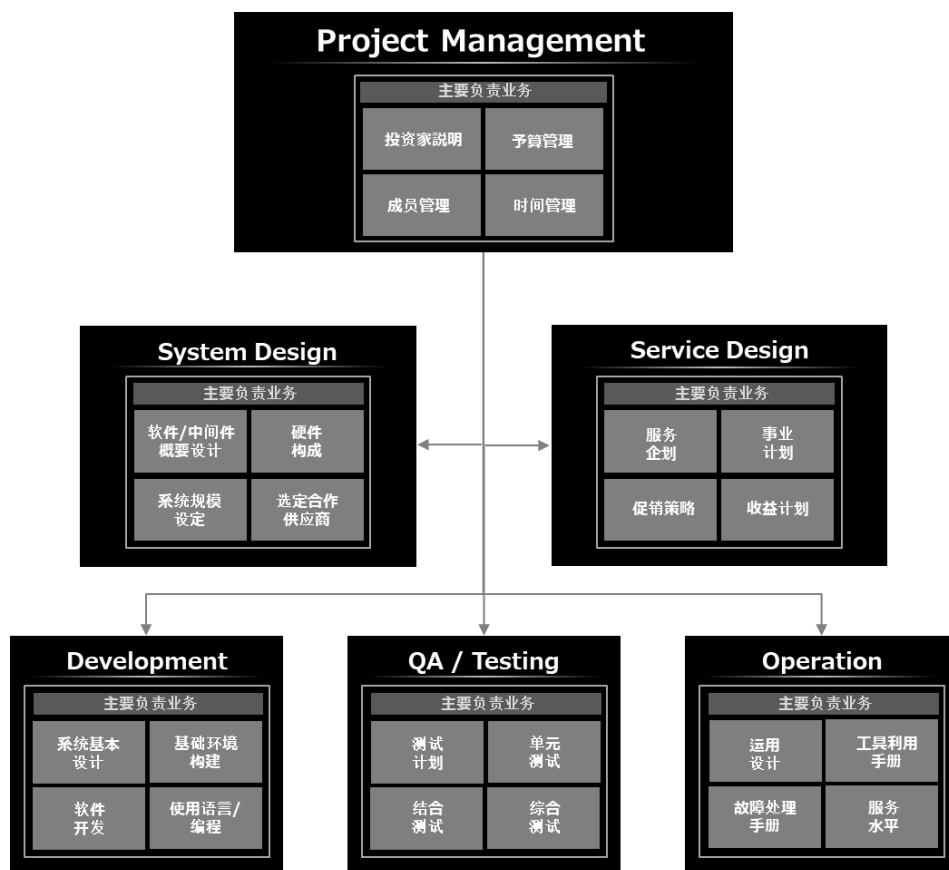 Project Management
主要负责业务
投资家説明
予算管理
成员管理
时间管理
System Design
主要负责业务
软件/中间件
概要设计
硬件
构成
系统规模
设定
选定合作
供应商
Service Design
主要负责业务
服务
企划
事业
计划
促销策略
收益计划
Development
主要负责业务
系统基本
设计
基础环境
构建
软件
开发
使用语言/
编程
QA / Testing
主要负责业务
测试
计划
单元
测试
结合
测试
综合
测试
Operation
主要负责业务
运用
设计
工具利用
手册
故障处理
手册
服务
水平